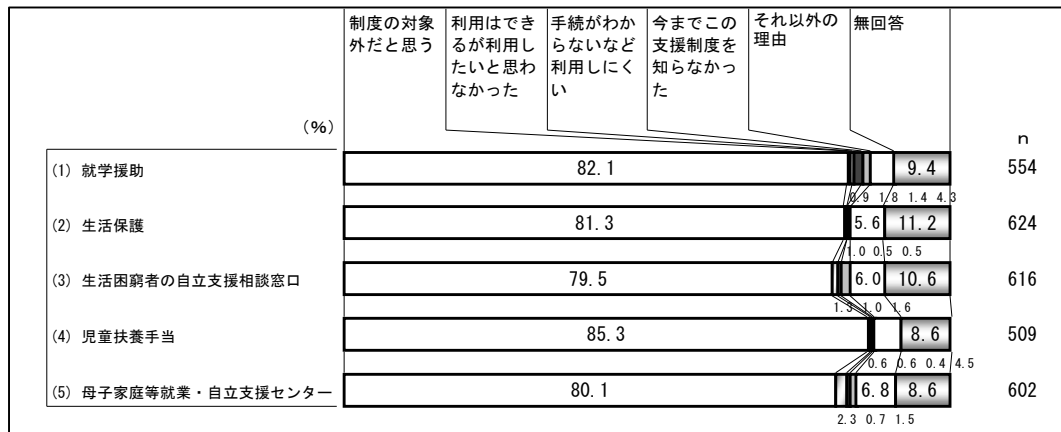 制度の対象
外だと思う
利用はでき
るが利用し
たいと思わ
なかった
手続がわか
らないなど
利用しにく
い
今までこの
支援制度を
知らなかっ
た
それ以外の
理由
無回答
(%)
n
(1) 就学援助 82.1 9.4 554
0.9 1.8 1.4 4.3
(2) 生活保護 81.3 5.6 11.2 624
1.0 0.5 0.5
(3) 生活困窮者の自立支援相談窓口 79.5 6.0 10.6 616
1.3 1.0 1.6
(4) 児童扶養手当 85.3 8.6 509
0.6 0.6 0.4 4.5
(5) 母子家庭等就業・自立支援センター 80.1 6.8 8.6 602
2.3 0.7 1.5